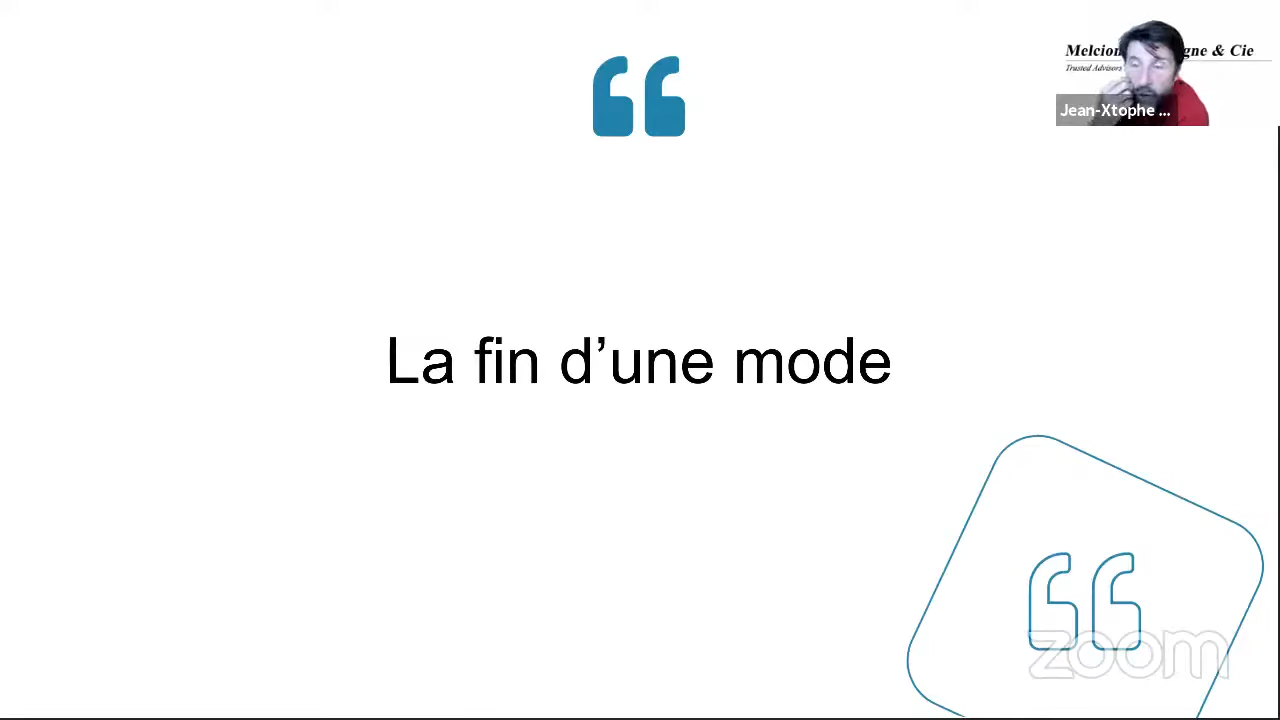 Melcion
gne & Cie
Trusted Advisors
Jean-Xtophe ...
La fin d’une mode
zoom